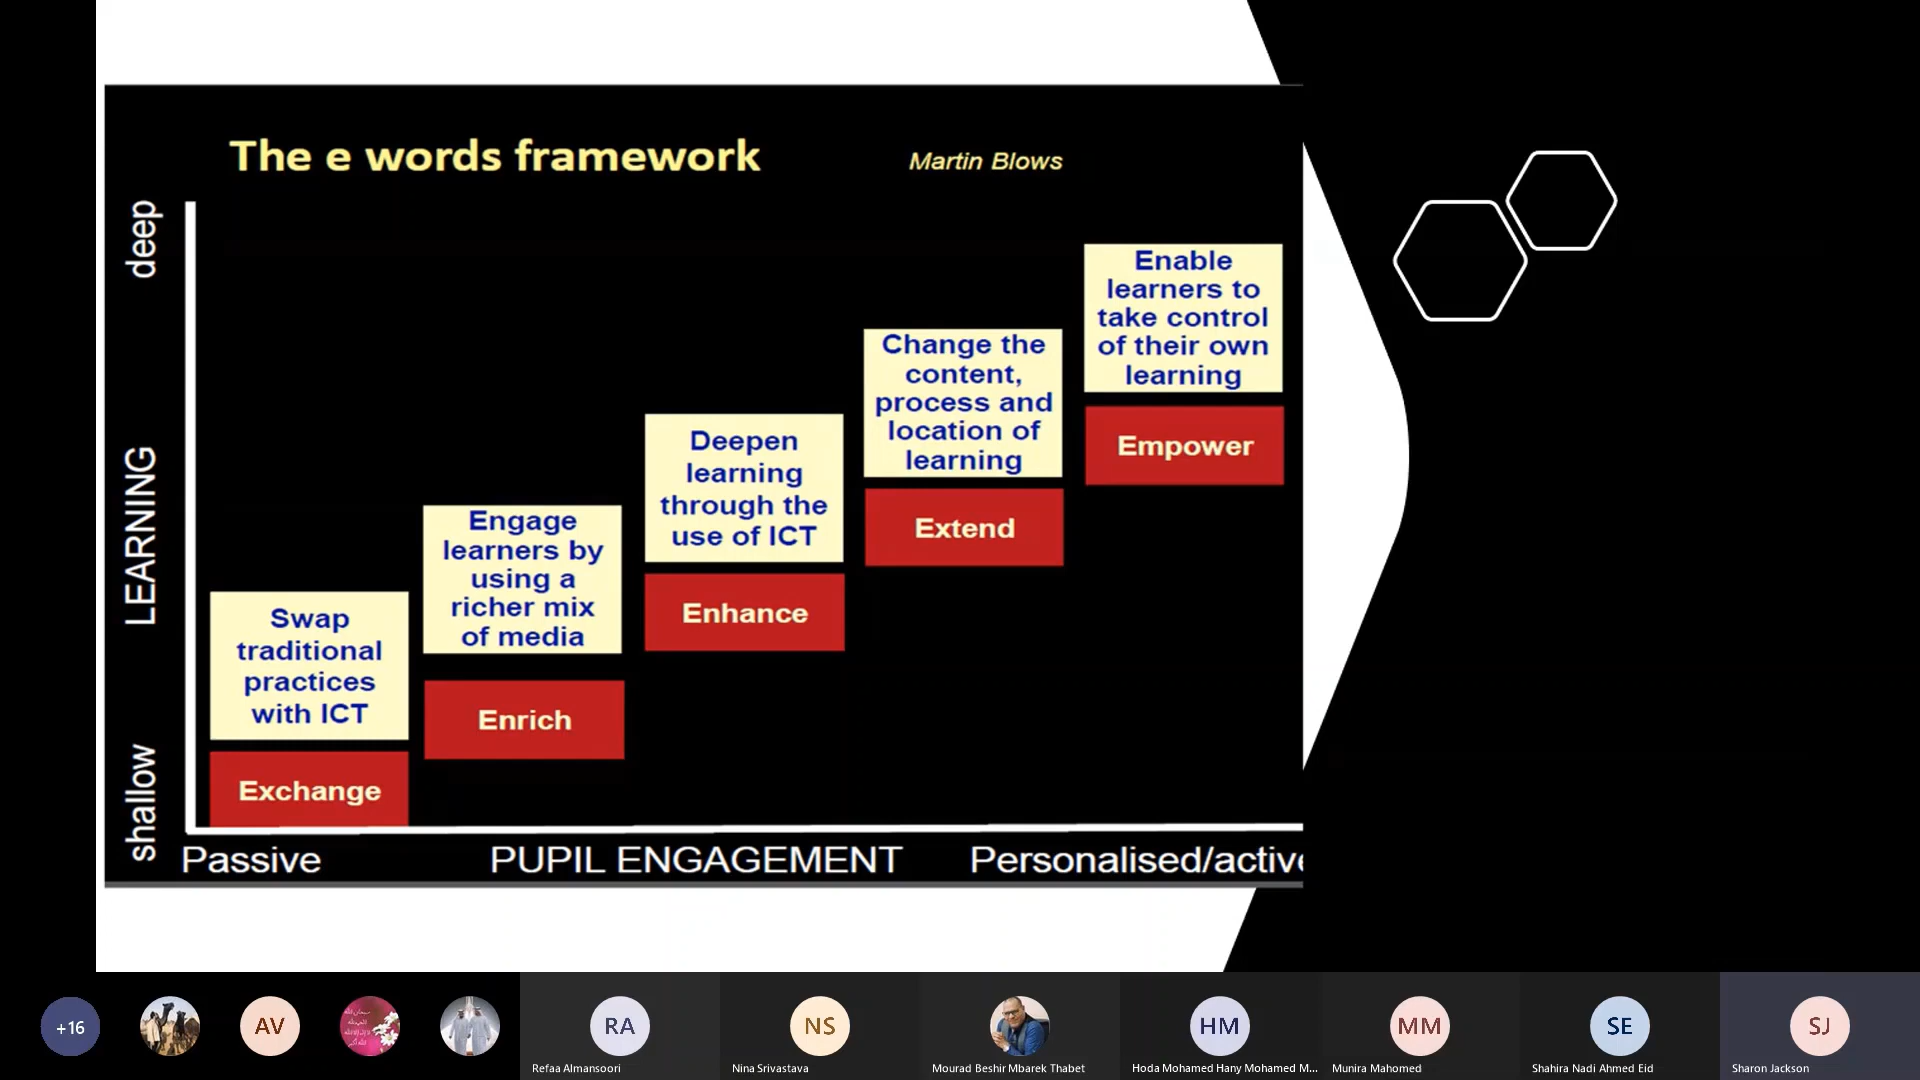 The e words framework
Martin Blows
deep
LEARNING
shallow
Enable
learners to
take control
of their own
learning
Empower
Change the
content,
process and
location of
learning
Extend
Deepen
learning
through the
use of ICT
Enhance
Engage
learners by
using a
richer mix
of media
Enrich
Swap
traditional
practices
with ICT
Exchange
Passive
PUPIL ENGAGEMENT
Personalised/active
+16
AV
RA
NS
HM
MM
SE
SJ
Refaa Almansoori
Nina Srivastava
Mourad Beshir Mbarek Thabet
Hoda Mohamed Hany Mohamed M...
Munira Mahomed
Shahira Nadi Ahmed Eid
Sharon Jackson